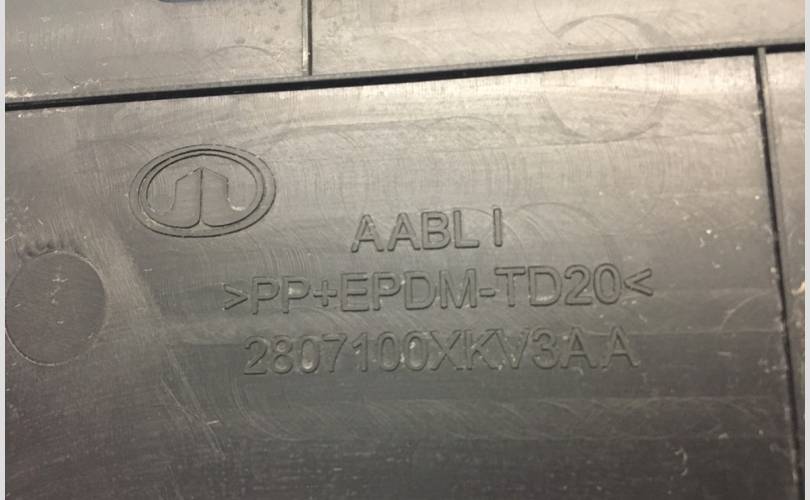 AABL I
>PP+EPDM-TD20<
2807100XKV3AA